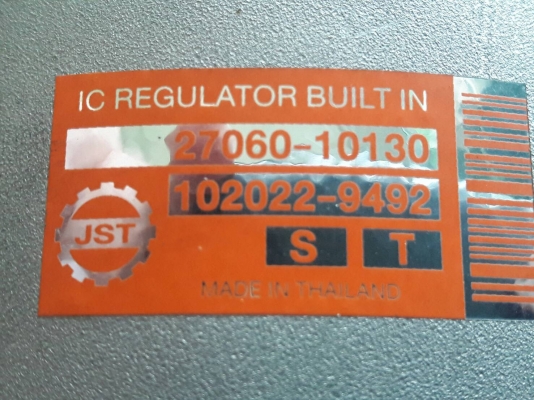 IC REGULATOR BUILT IN
27060-10130
102022-9492
JST
S T
MADE IN THAILAND